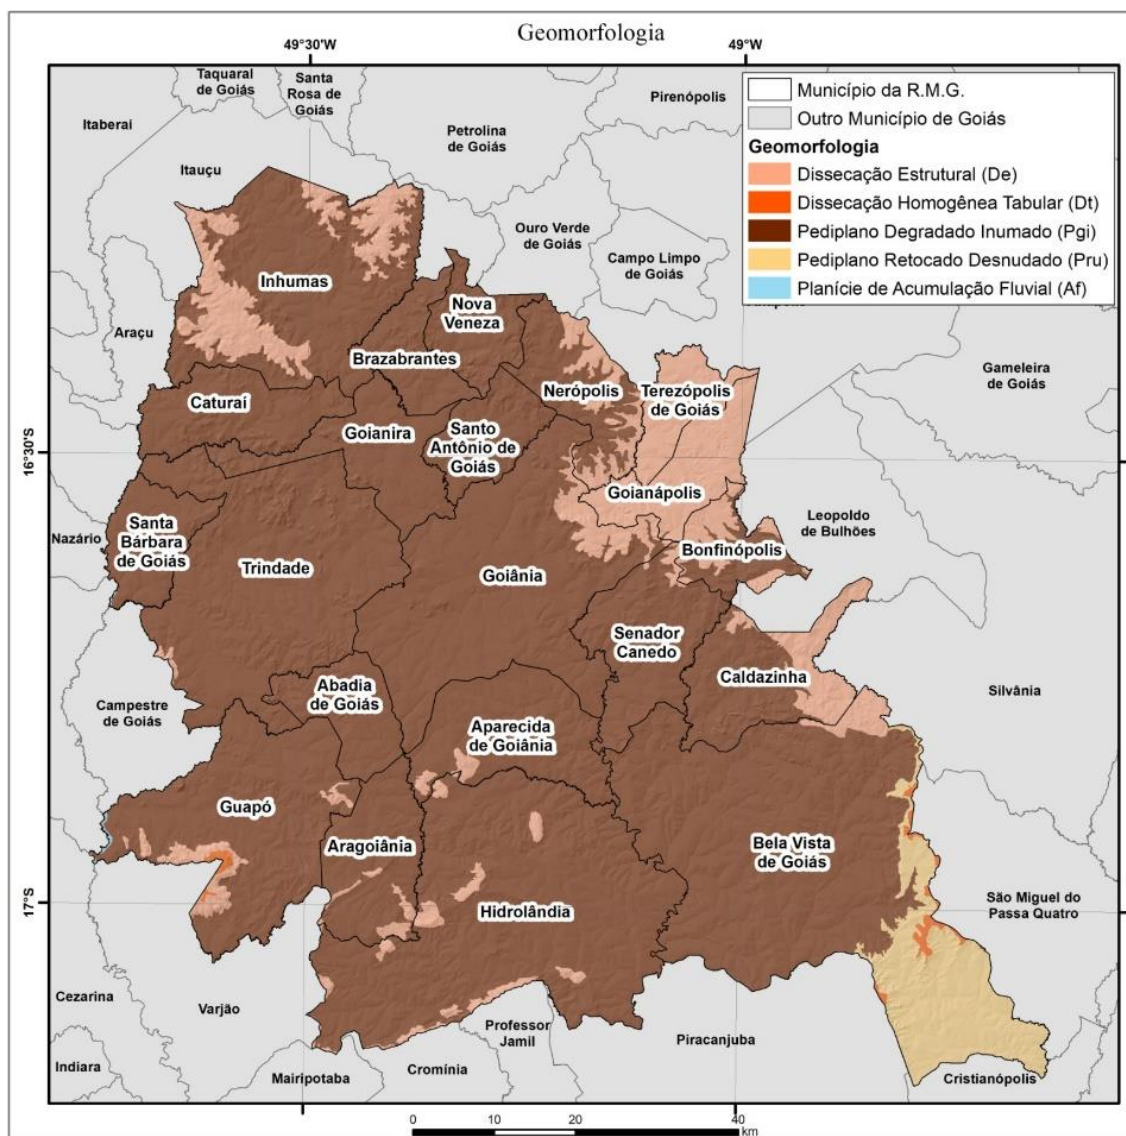 Geomorfologia
49°30'W
49°W
Taquaral
de Goiás
Santa
Rosa de
Goiás
Itaberai
Petrolina
de Goiás
Pirenópolis
Itauçu
Município da R.M.G.
Outro Município de Goiás
Geomorfologia
Dissecação Estrutural (De)
Dissecação Homogênea Tabular (Dt)
Pediplano Degradado Inumado (Pgi)
Pediplano Retocado Desnudado (Pru)
Planície de Acumulação Fluvial (Af)
Ouro Verde
de Goiás
Campo Limpo
de Goiás
Inhumas
Nova
Veneza
Araçu
Brazabrantes
Gameleira
de Goiás
Caturaí
Nerópolis
Terezópolis
de Goiás
Goianira
Santo
Antônio de
Goiás
16°30'S
Goianápolis
Leopoldo
de Bulhões
Nazário
Santa
Bárbara
de Goiás
Bonfinópolis
Trindade
Goiânia
Senador
Canedo
Caldazinha
Silvânia
Campestre
de Goiás
Abadia
de Goiás
Aparecida
de Goiânia
Guapó
Aragoiânia
Bela Vista
de Goiás
17°S
Hidrolândia
São Miguel do
Passa Quatro
Cezarina
Varjão
Professor
Jamil
Piracanjuba
Indiara
Mairipotaba
Cromínia
Cristianópolis
0 10 20 40
km